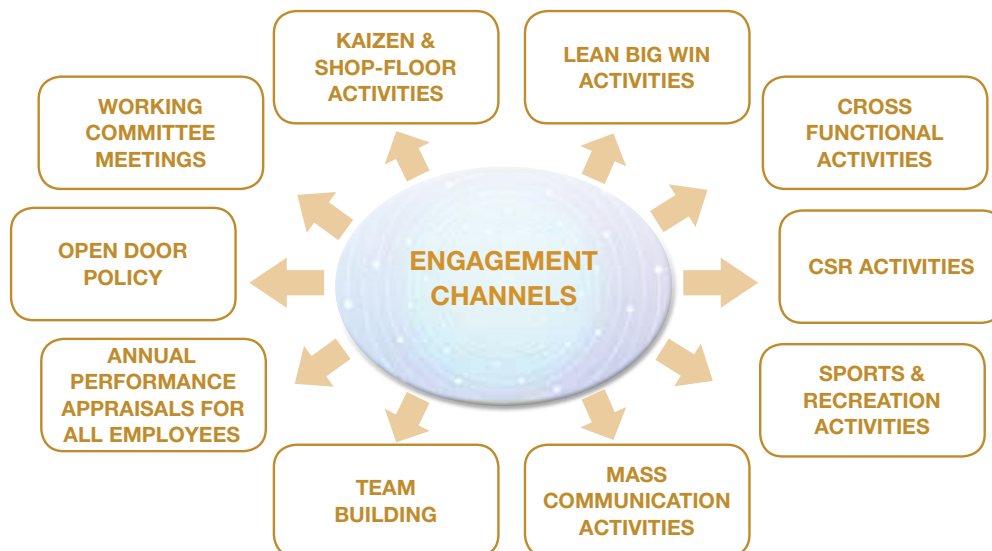 KAIZEN &
SHOP-FLOOR
ACTIVITIES
LEAN BIG WIN
ACTIVITIES
WORKING
COMMITTEE
MEETINGS
CROSS
FUNCTIONAL
ACTIVITIES
OPEN DOOR
POLICY
ENGAGEMENT
CHANNELS
CSR ACTIVITIES
ANNUAL
PERFORMANCE
APPRAISALS FOR
ALL EMPLOYEES
SPORTS &
RECREATION
ACTIVITIES
TEAM
BUILDING
MASS
COMMUNICATION
ACTIVITIES